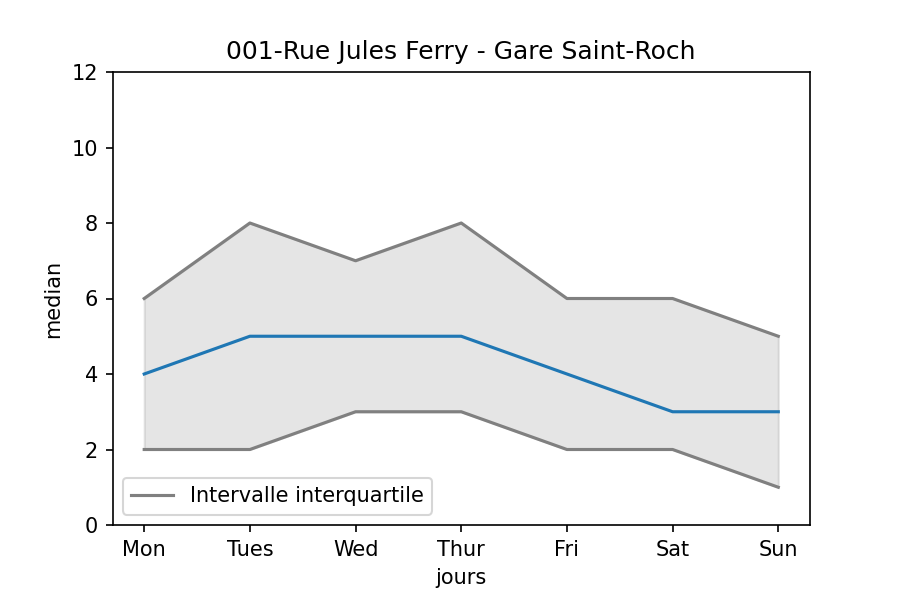 001-Rue Jules Ferry - Gare Saint-Roch
12
10
8
6
4
2
0
median
Intervalle interquartile
Mon Tues Wed Thur Fri Sat Sun
jours